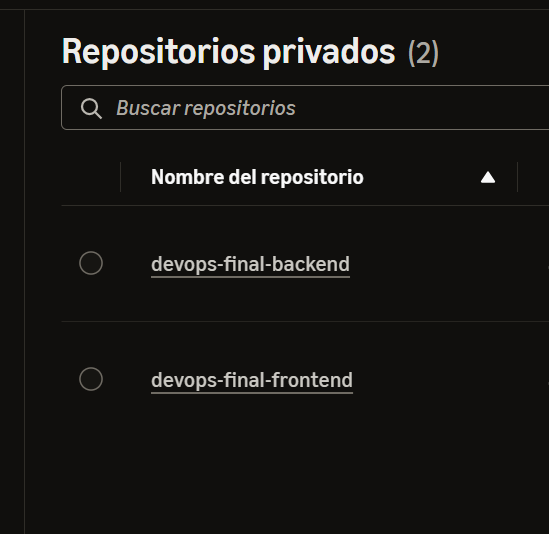 Repositorios privados (2)
Buscar repositorios
Nombre del repositorio
devops-final-backend
devops-final-frontend